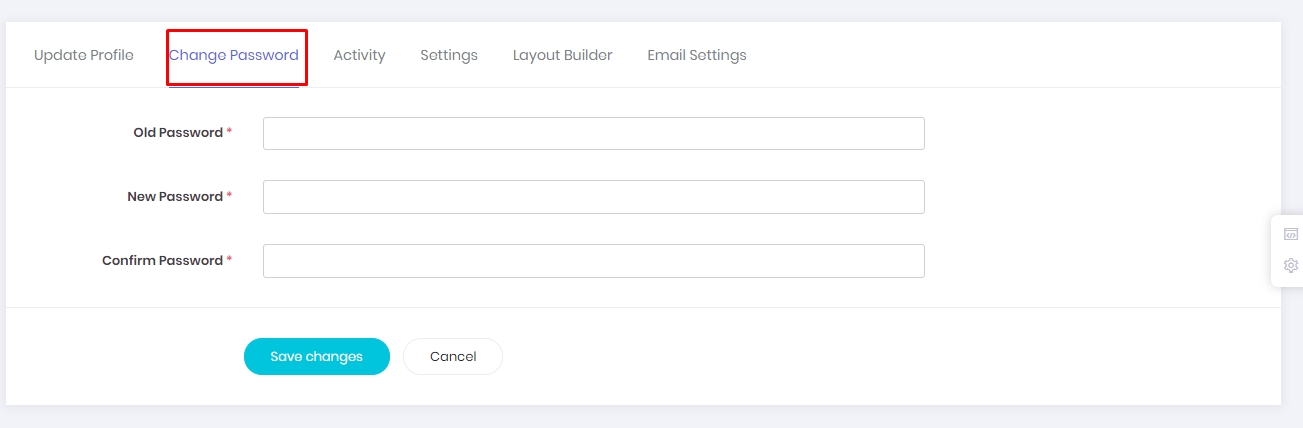 Update Profile Change Password Activity Settings Layout Builder Email Settings
Old Password *
New Password *
Confirm Password *
Save changes Cancel